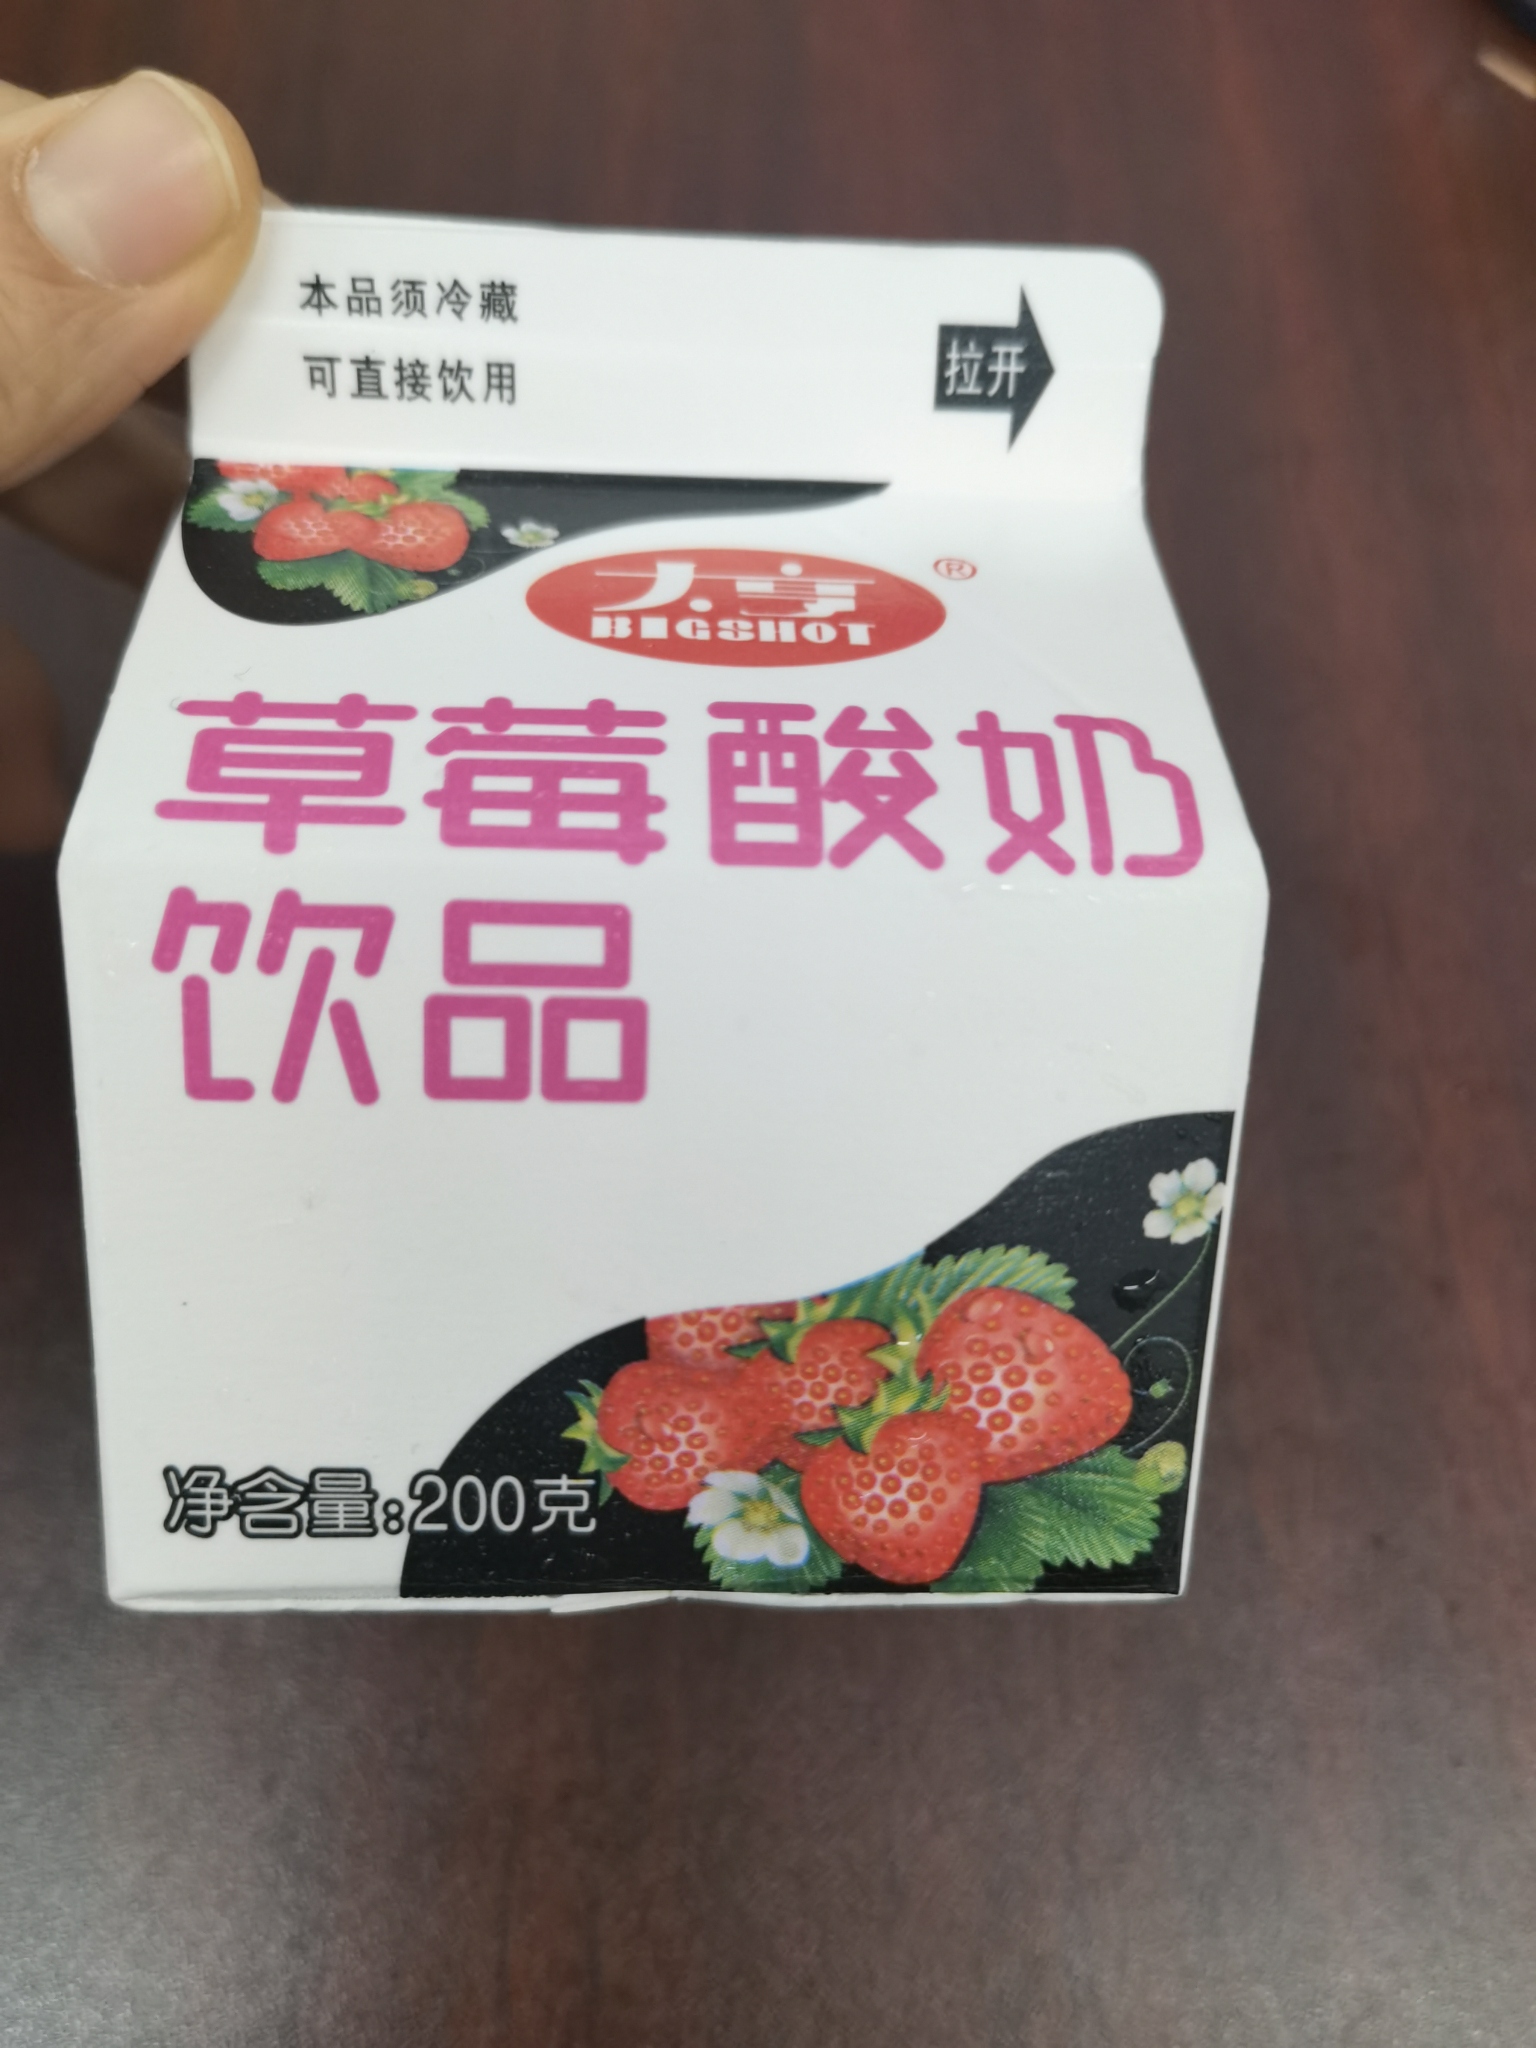 本品须冷藏
可直接饮用
拉开
大亨
®
BIGSHOT
草莓酸奶
饮品
净含量:200克